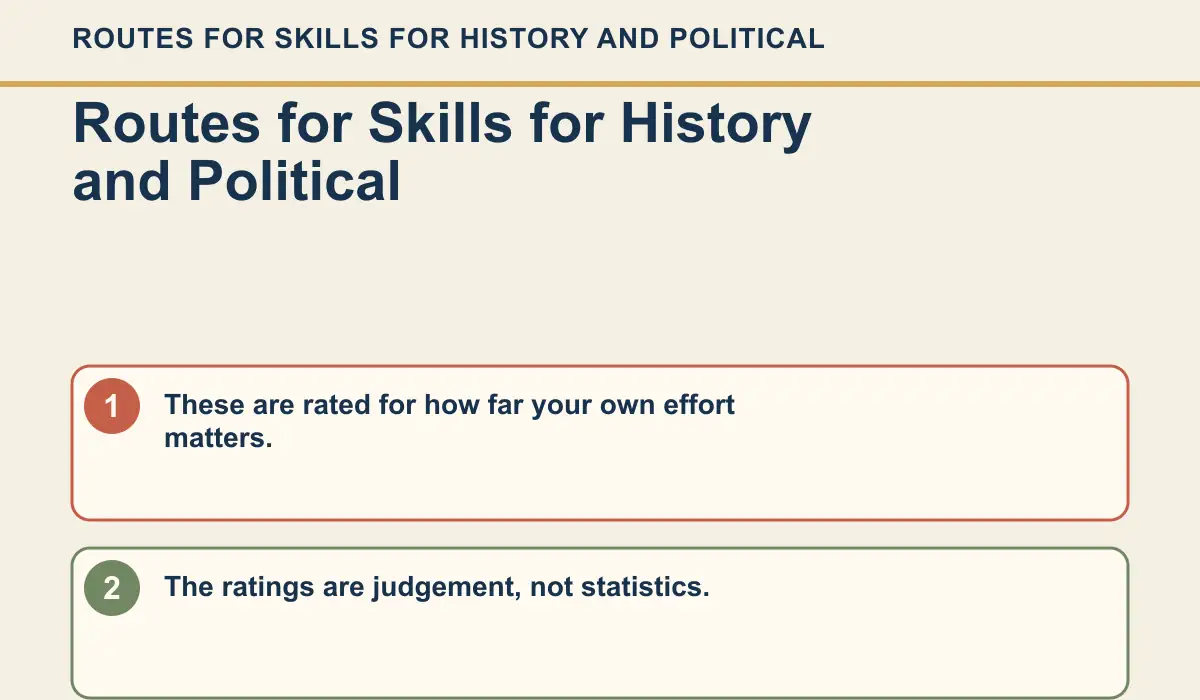 ROUTES FOR SKILLS FOR HISTORY AND POLITICAL
Routes for Skills for History
and Political
1
These are rated for how far your own effort
matters.
2
The ratings are judgement, not statistics.